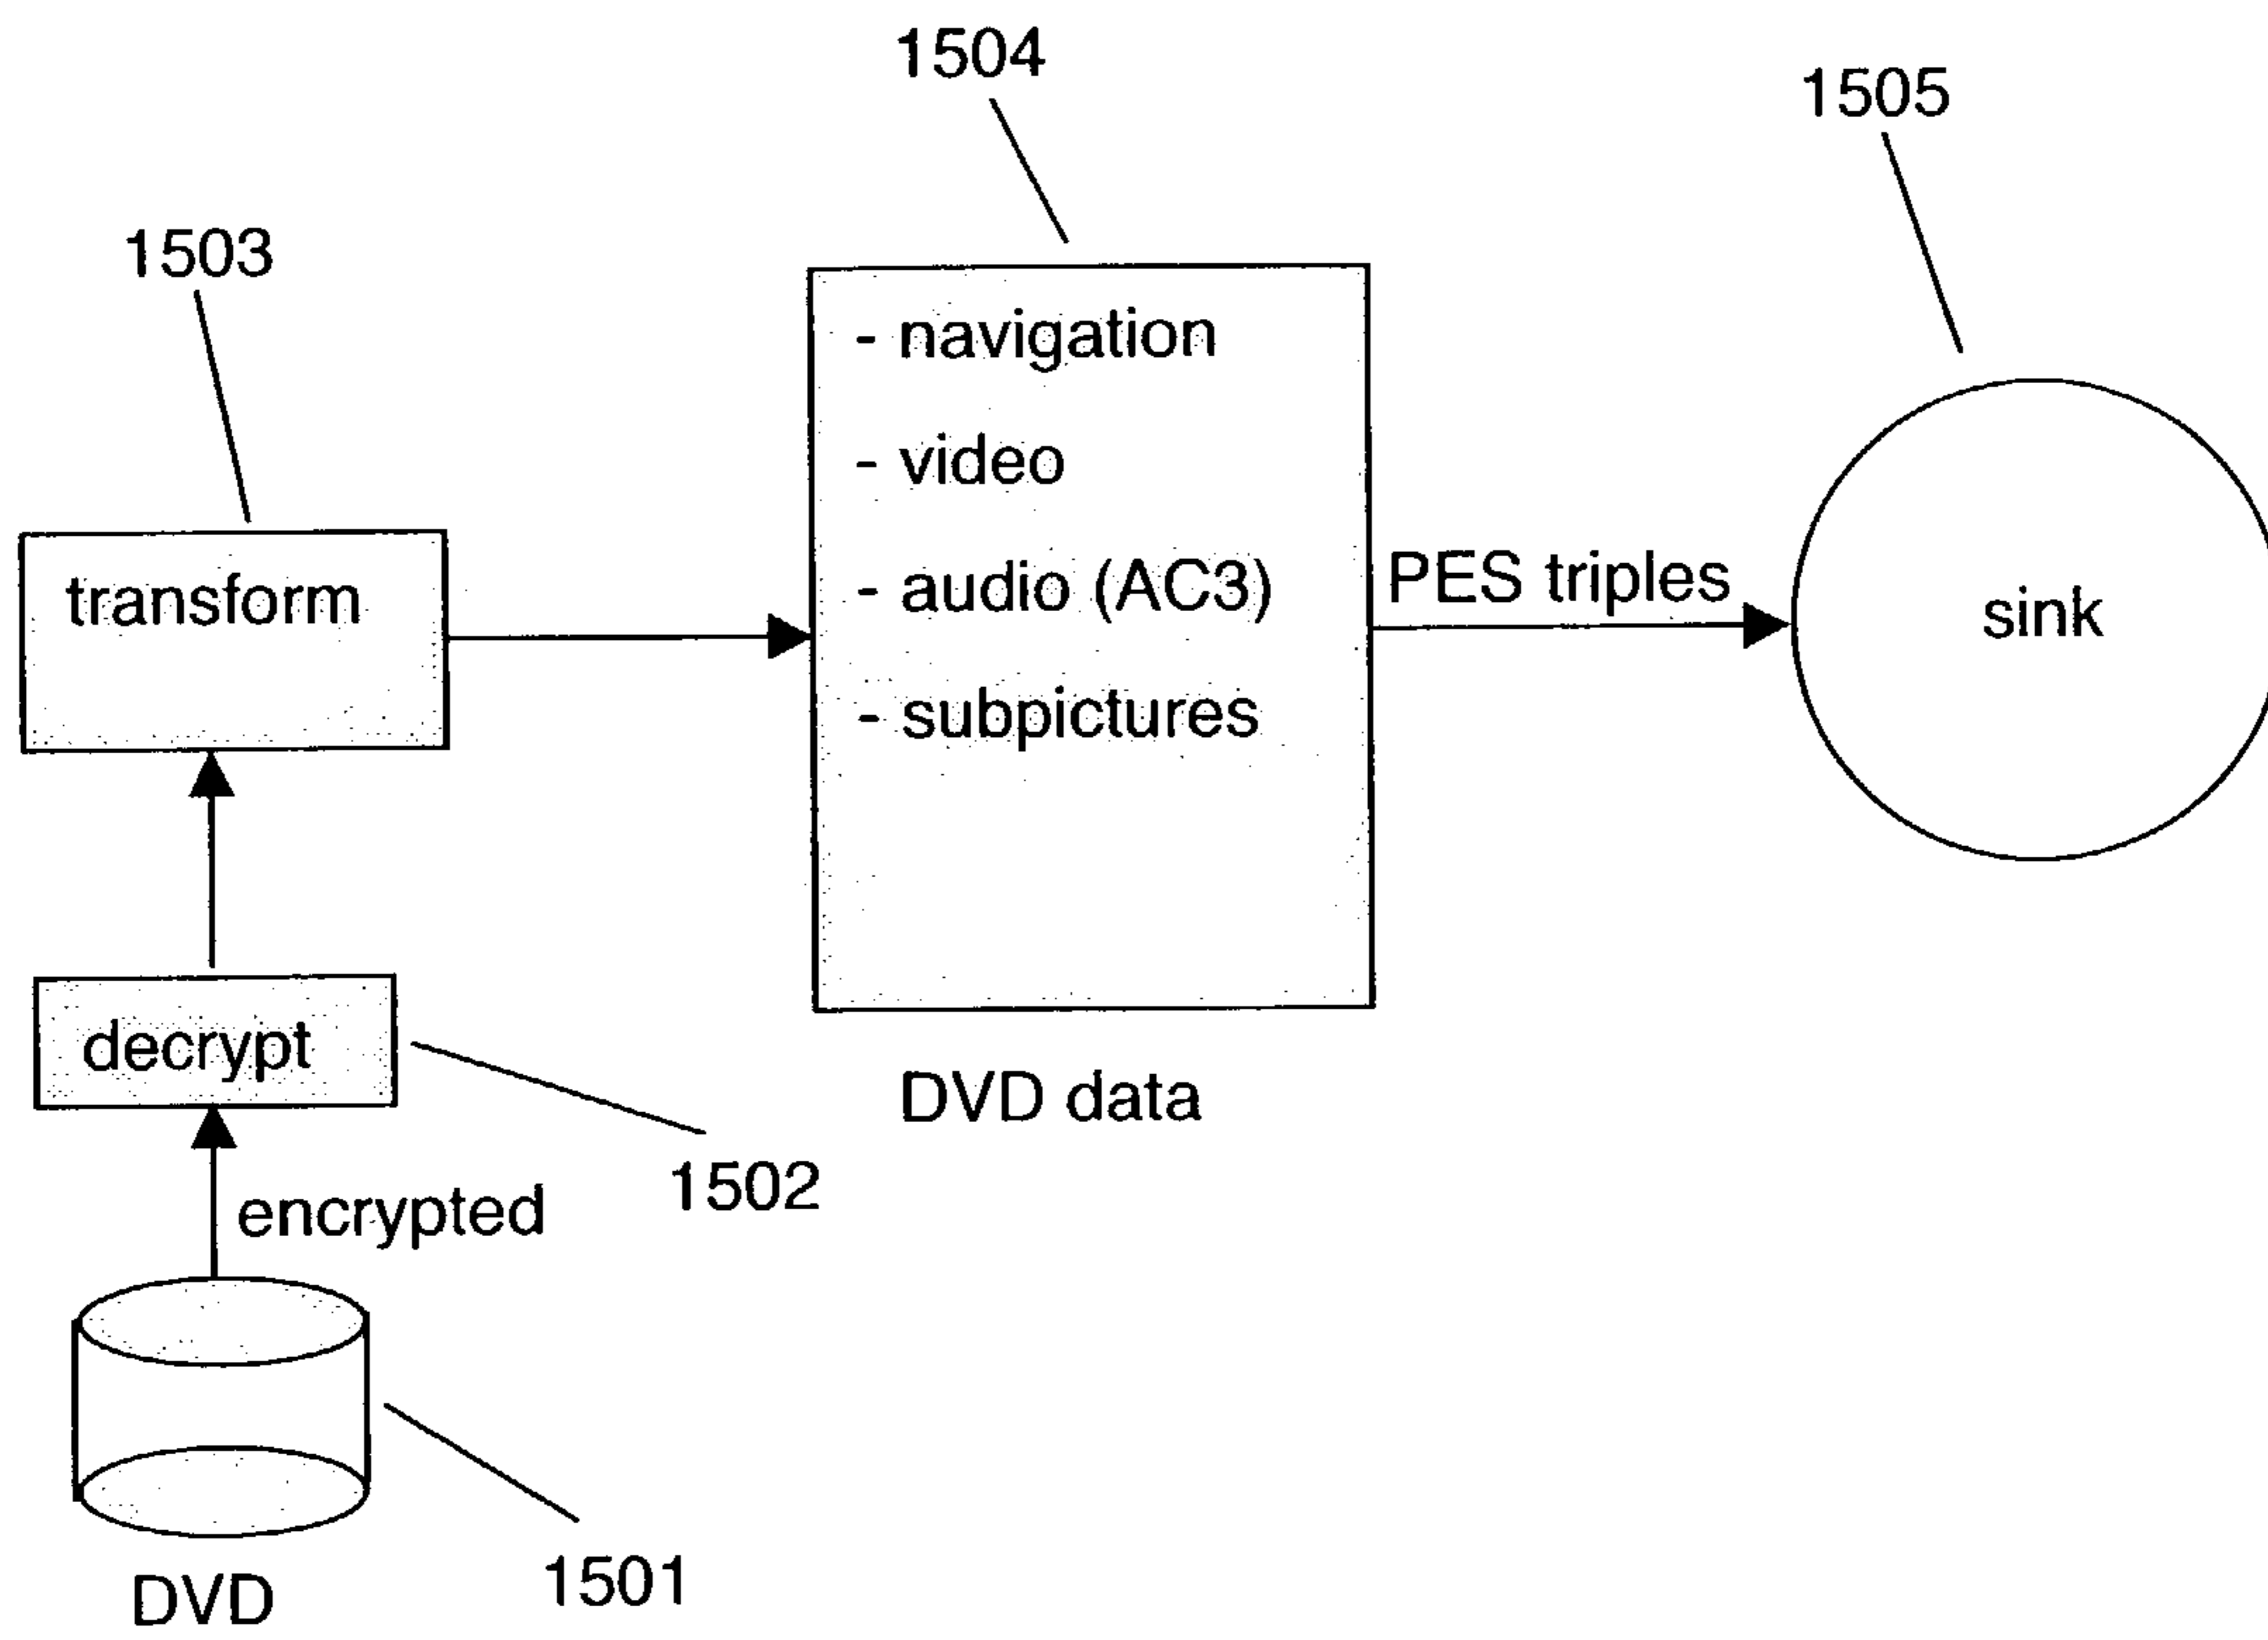 1504
1505
1503
- navigation
- video
- audio (AC3)
- subpictures
transform
PES triples
sink
decrypt
DVD data
1502
encrypted
1501
DVD